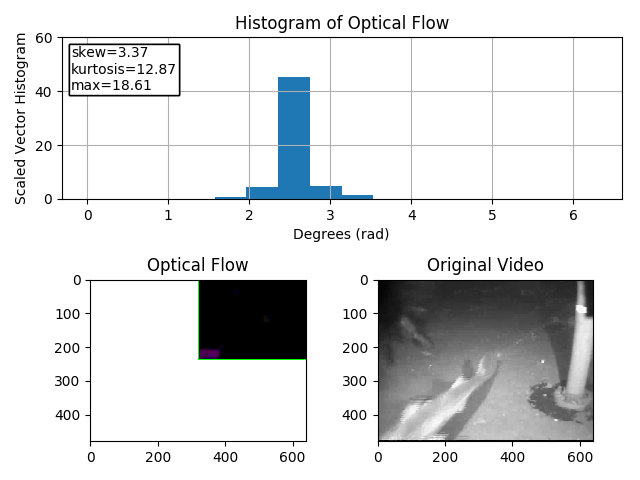 Histogram of Optical Flow
skew=3.37
kurtosis=12.87
max=18.61
Scaled Vector Histogram
60
40
20
0
0 1 2 3 4 5 6
Degrees (rad)
Optical Flow
0
100
200
300
400
0 200 400 600
Original Video
0
100
200
300
400
0 200 400 600